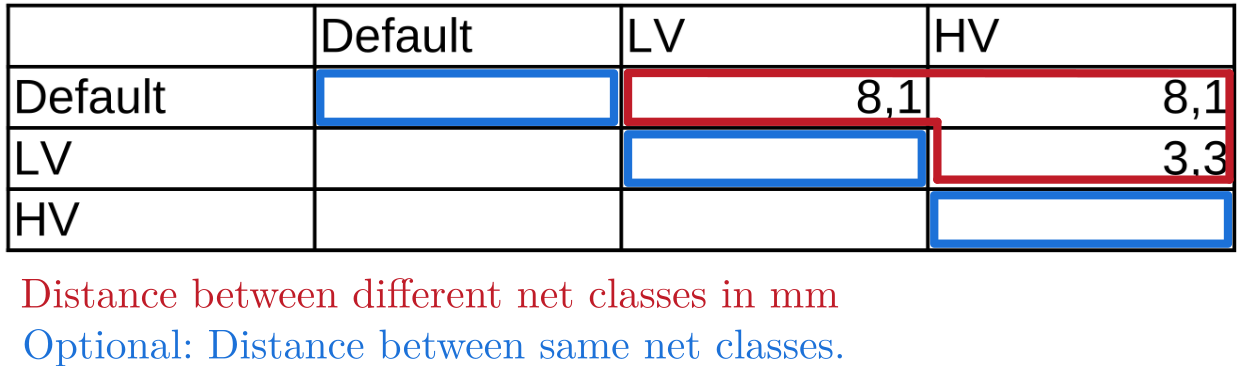 Default LV HV
Default 8,1 8,1
LV 3,3
HV
Distance between different net classes in mm
Optional: Distance between same net classes.